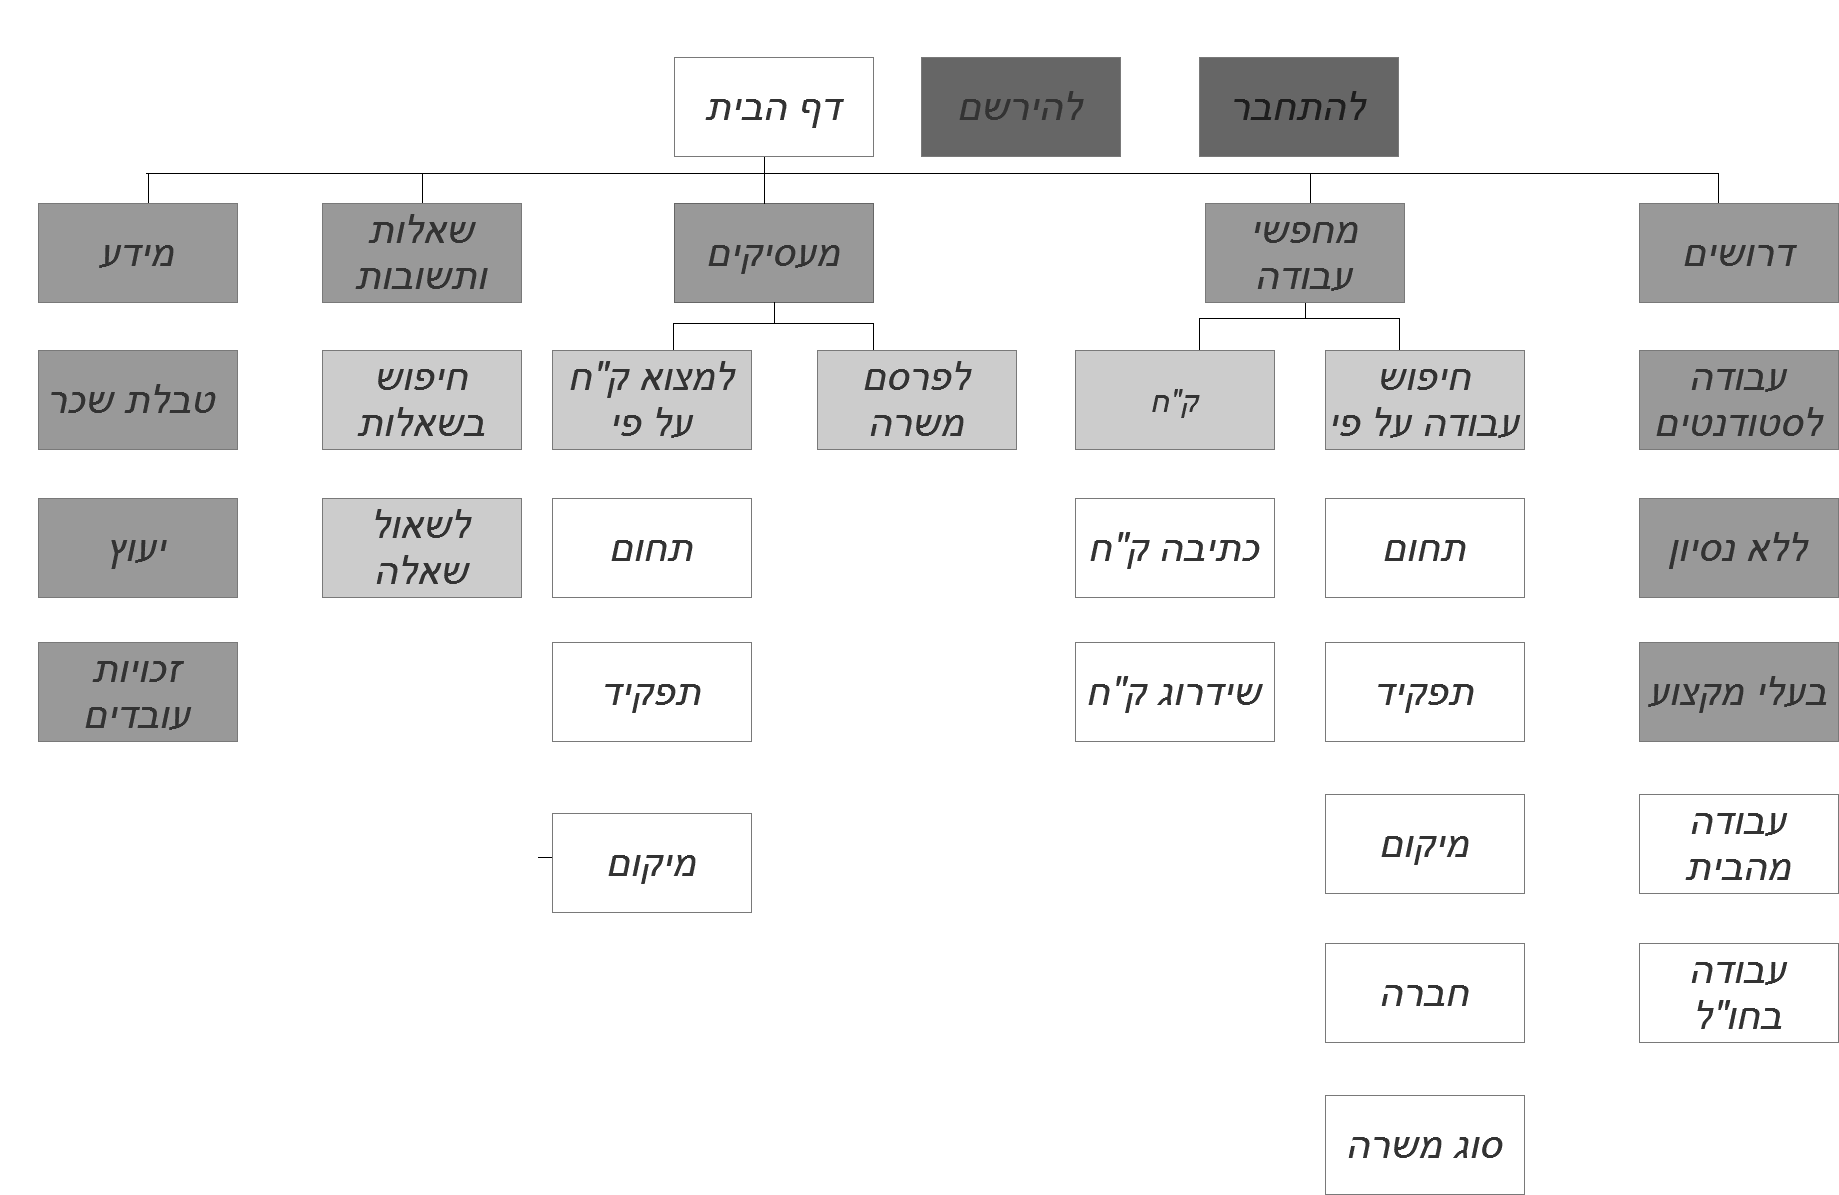 להתחבר
להירשם
דף הבית
דרושים
מחפשי
עבודה
מעסיקים
שאלות
ותשובות
מידע
עבודה
לסטודנטים
חיפוש
עבודה על פי
ק"ח
לפרסם
משרה
למצוא ק"ח
על פי
חיפוש
בשאלות
טבלת שכר
ללא נסיון
תחום
כתיבה ק"ח
תחום
לשאול
שאלה
יעוץ
בעלי מקצוע
תפקיד
שידרוג ק"ח
תפקיד
זכויות
עובדים
עבודה
מהבית
מיקום
מיקום
עבודה
בחו"ל
חברה
סוג משרה